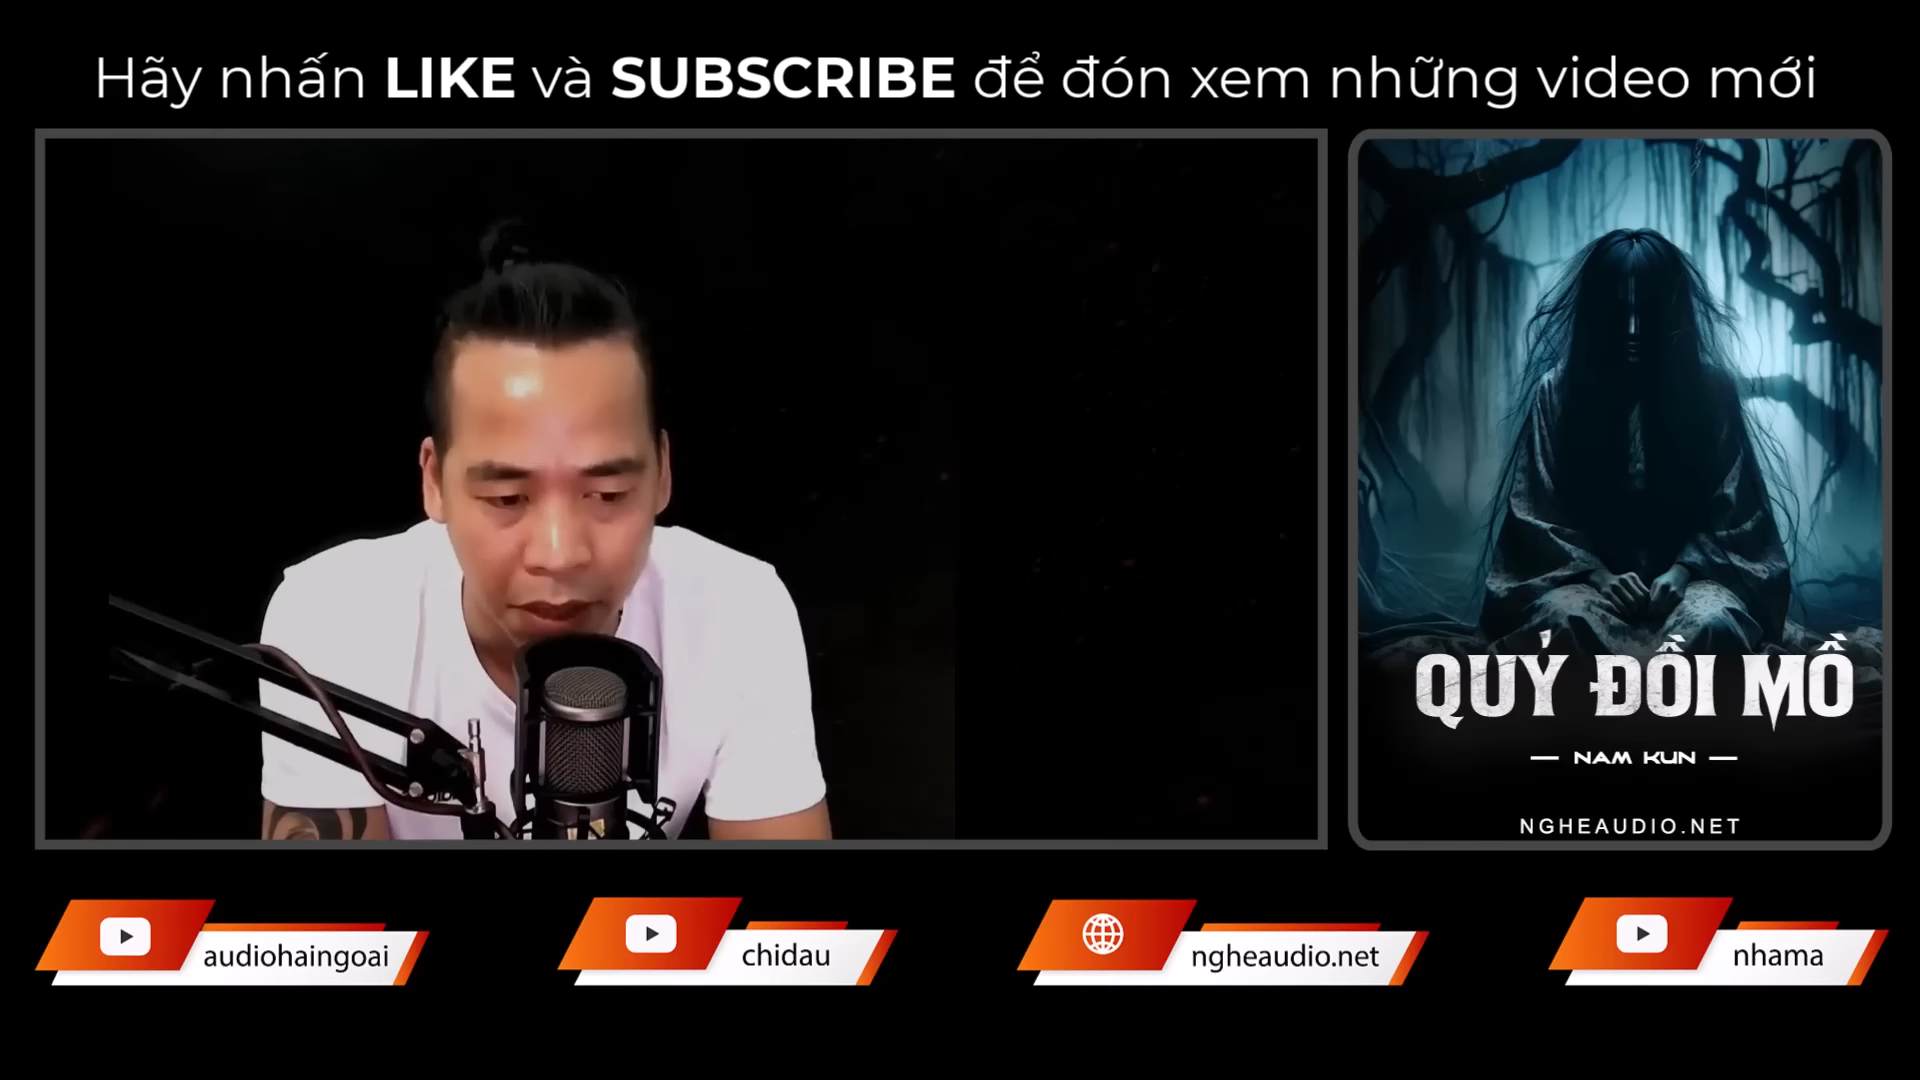 Hãy nhấn LIKE và SUBSCRIBE để đón xem những video mới
QUỶ ĐỒI MỒ
NAM KUN
NGHEAUDIO.NET
audiohaingoai
chidau
ngheaudio.net
nhama